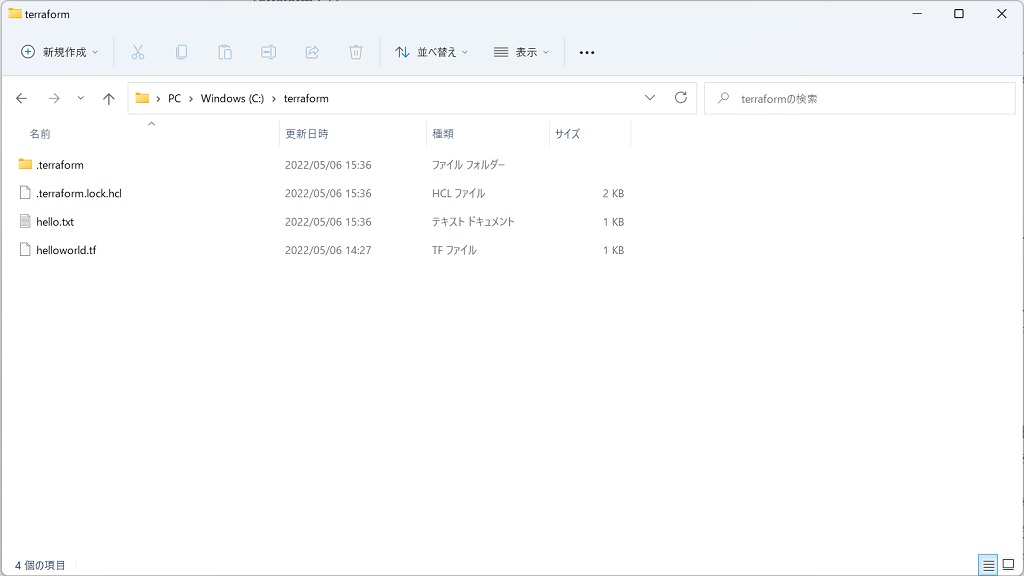 terraform
新規作成 並べ替え 表示
PC Windows (C:) terraform terraformの検索
名前 更新日時 種類 サイズ
.terraform 2022/05/06 15:36 ファイル フォルダー
.terraform.lock.hcl 2022/05/06 15:36 HCL ファイル 2 KB
hello.txt 2022/05/06 15:36 テキスト ドキュメント 1 KB
helloworld.tf 2022/05/06 14:27 TF ファイル 1 KB
4 個の項目